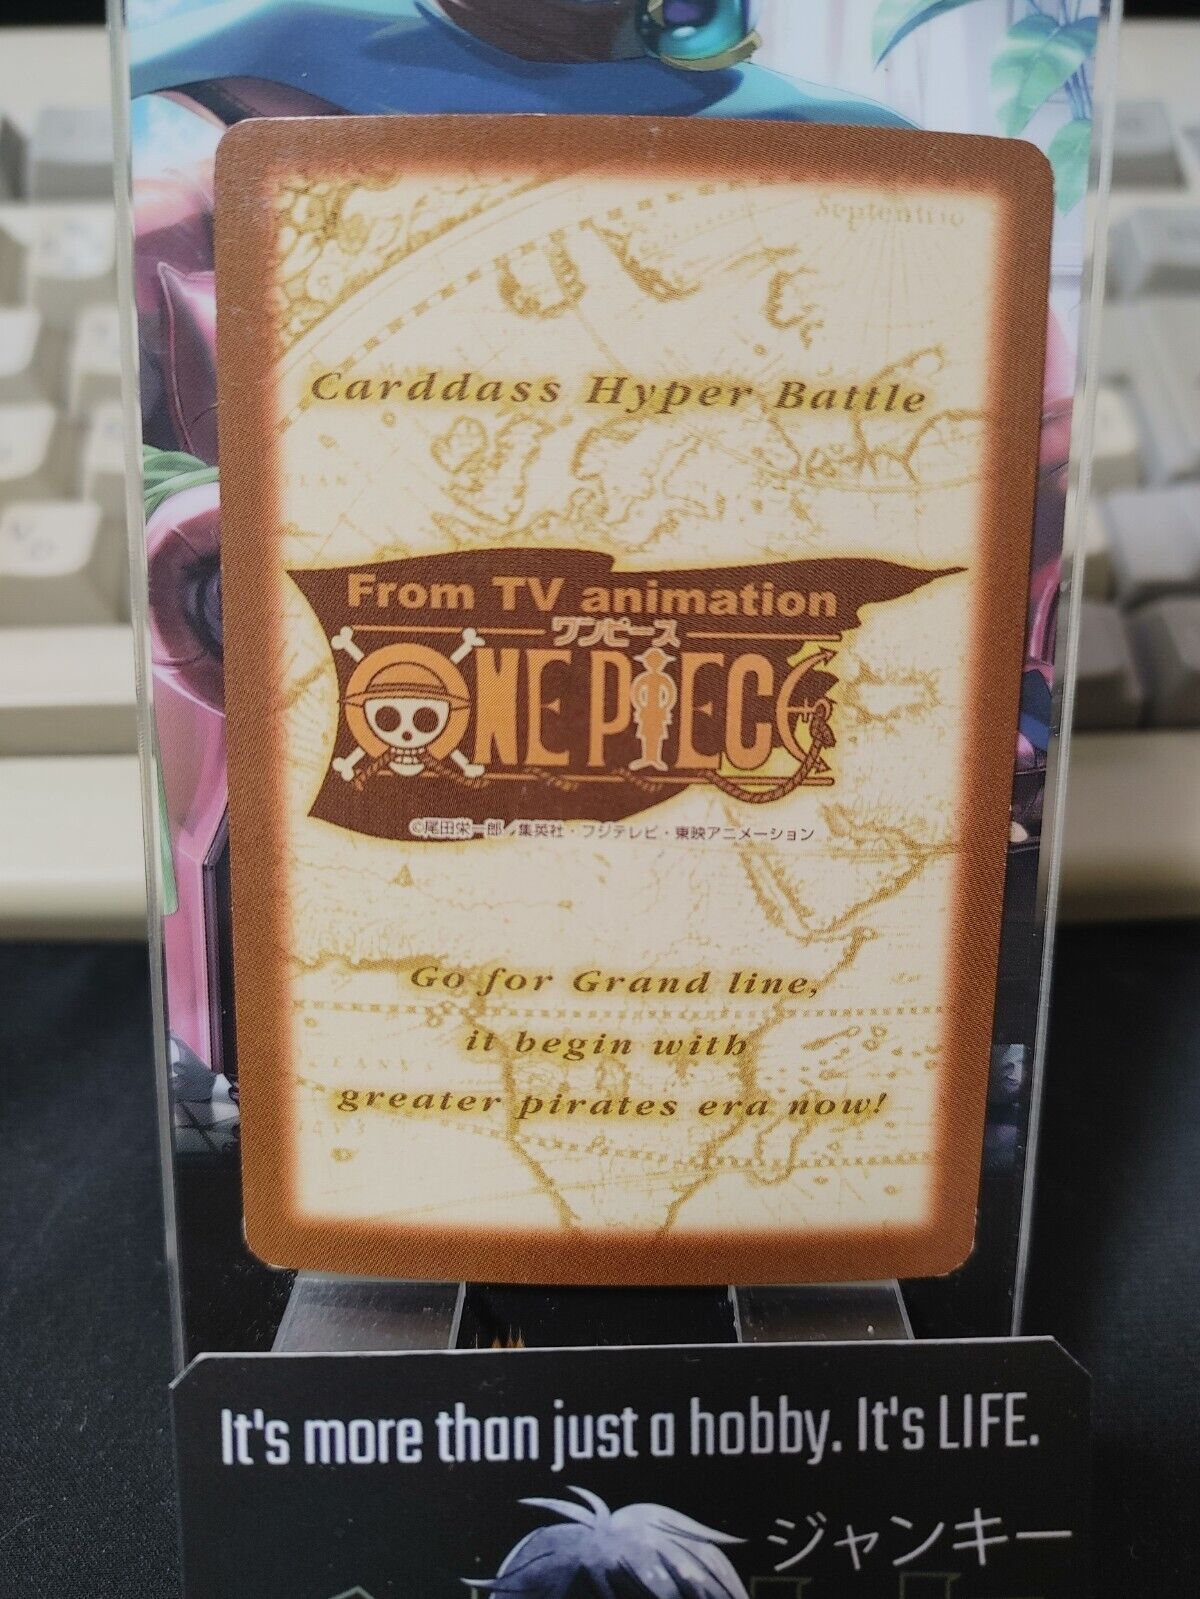 Septentrio
Carddass Hyper Battle
From TV animation
ワンピース
ONE PIECE
©尾田栄一郎／集英社・フジテレビ・東映アニメーション
Go for Grand line,
it begin with
greater pirates era now!
It's more than just a hobby. It's LIFE.
ジャンキー